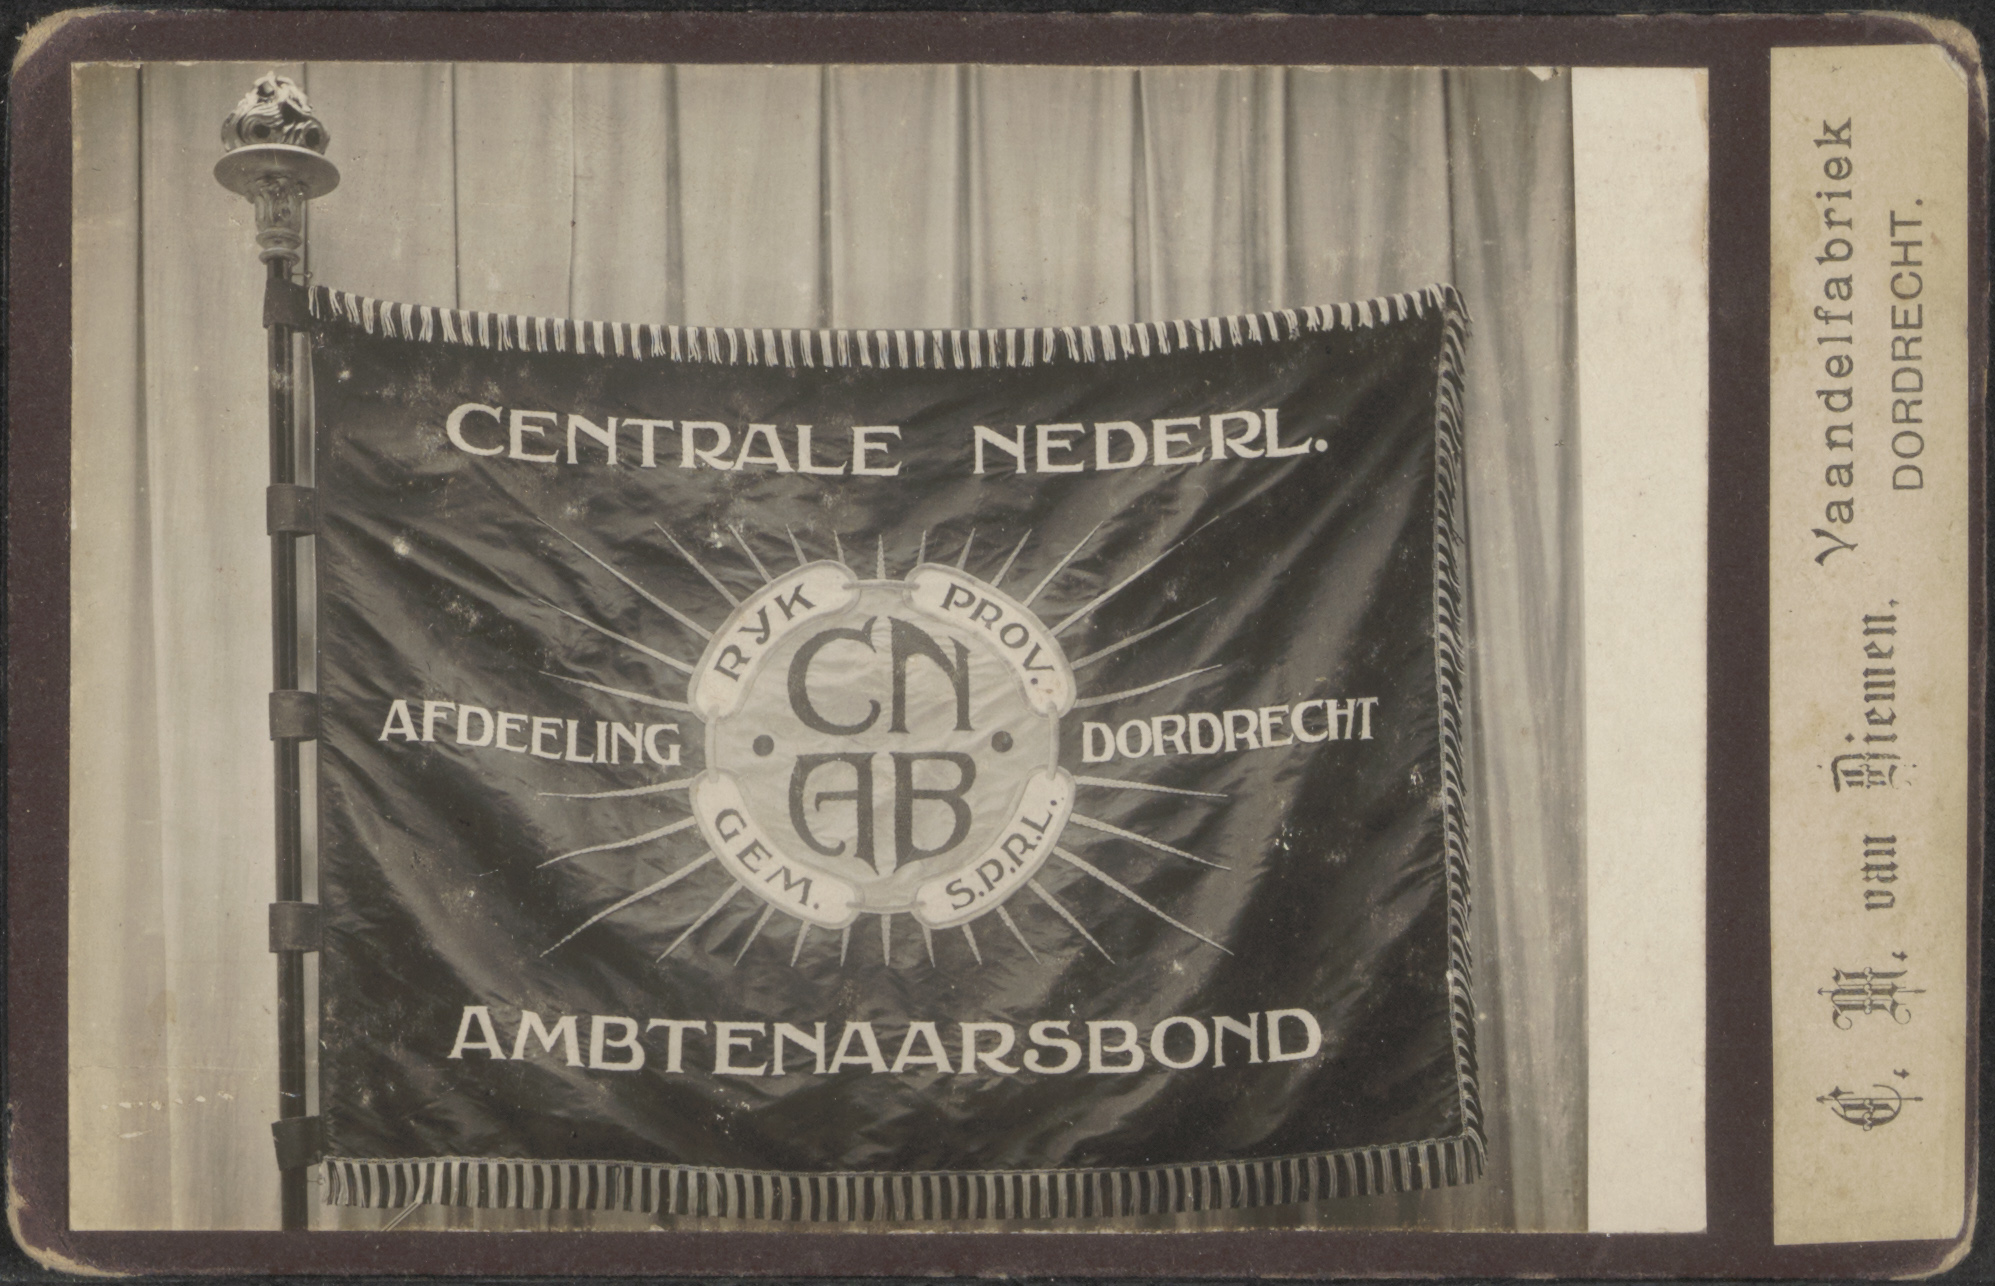 CENTRALE NEDERL.
RYK PROV.
CN
AFDEELING DORDRECHT
AB
GEM. S.P.R.L.
AMBTENAARSBOND
C. M. van Diemen. Vaandelfabriek
DORDRECHT.